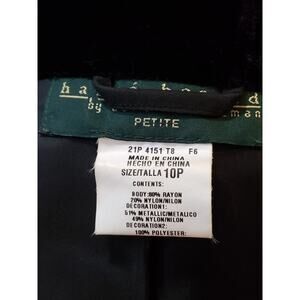 PETITE
21P 4151 T8 F6
MADE IN CHINA
HECHO EN CHINA
SIZE/TALLA 10P
CONTENTS:
BODY:80% RAYON
20% NYLON/NILON
DECORATION1:
51% METALLIC/METALICO
49% NYLON/NILON
DECORATION2:
100% POLYESTER: